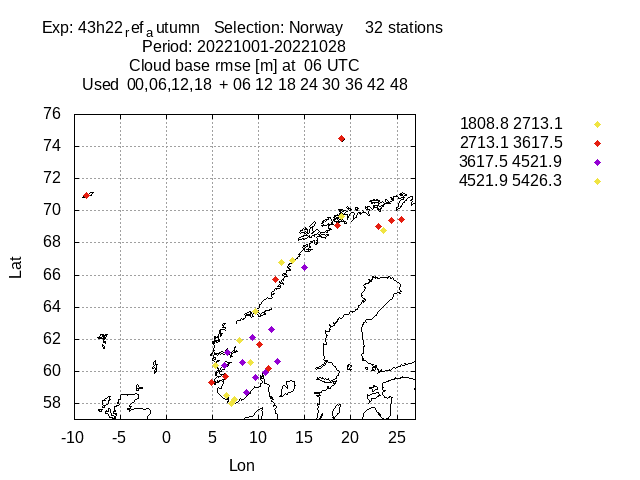 Exp: 43h22refautumn   Selection: Norway     32 stations
Period: 20221001-20221028
Cloud base rmse [m] at  06 UTC
Used  00,06,12,18  + 06 12 18 24 30 36 42 48
1808.8 2713.1
2713.1 3617.5
3617.5 4521.9
4521.9 5426.3
76
74
72
70
68
66
64
62
60
58
Lat
-10 -5 0 5 10 15 20 25
Lon